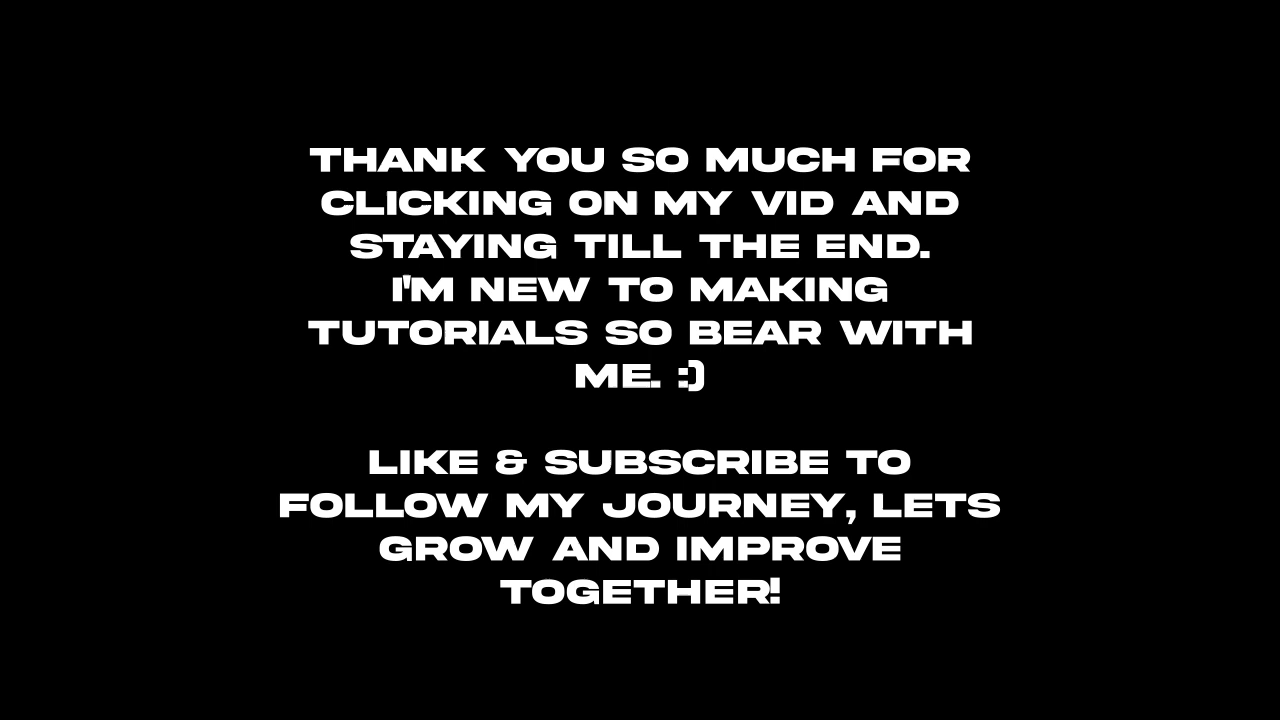 THANK YOU SO MUCH FOR
CLICKING ON MY VID AND
STAYING TILL THE END.
I'M NEW TO MAKING
TUTORIALS SO BEAR WITH
ME. :)
LIKE & SUBSCRIBE TO
FOLLOW MY JOURNEY, LETS
GROW AND IMPROVE
TOGETHER!